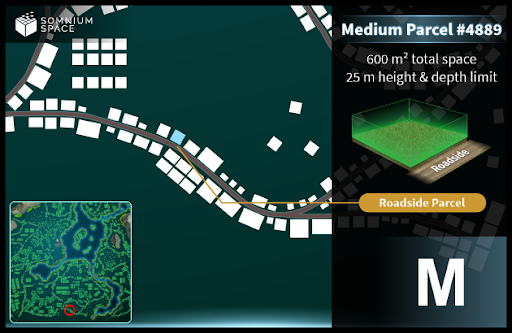 SOMNIUM
SPACE
Medium Parcel #4889
600 m² total space
25 m height & depth limit
Roadside
Roadside Parcel
M